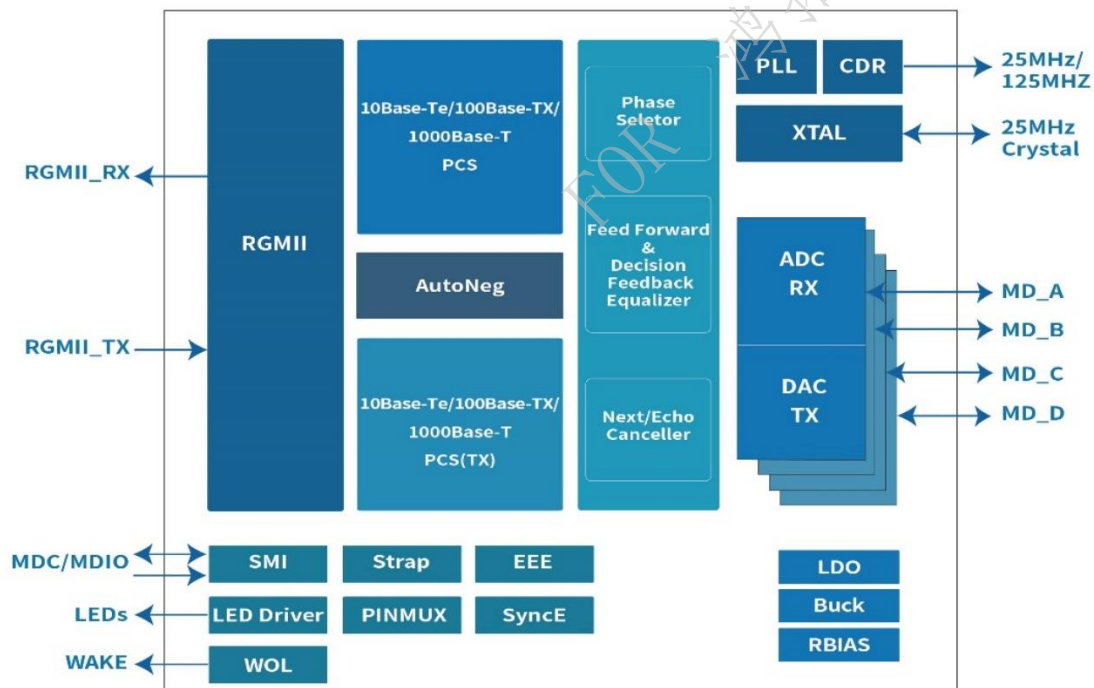 RGMII_RX
RGMII_TX
MDC/MDIO
LEDs
WAKE
RGMII
10Base-Te/100Base-TX/
1000Base-T
PCS
AutoNeg
10Base-Te/100Base-TX/
1000Base-T
PCS(TX)
Phase
Seletor
Feed Forward
&
Decision
Feedback
Equalizer
Next/Echo
Canceller
PLL
CDR
XTAL
25MHz/
125MHZ
25MHz
Crystal
ADC
RX
DAC
TX
MD_A
MD_B
MD_C
MD_D
SMI
Strap
EEE
LED Driver
PINMUX
SyncE
WOL
LDO
Buck
RBIAS
FOR 鸿